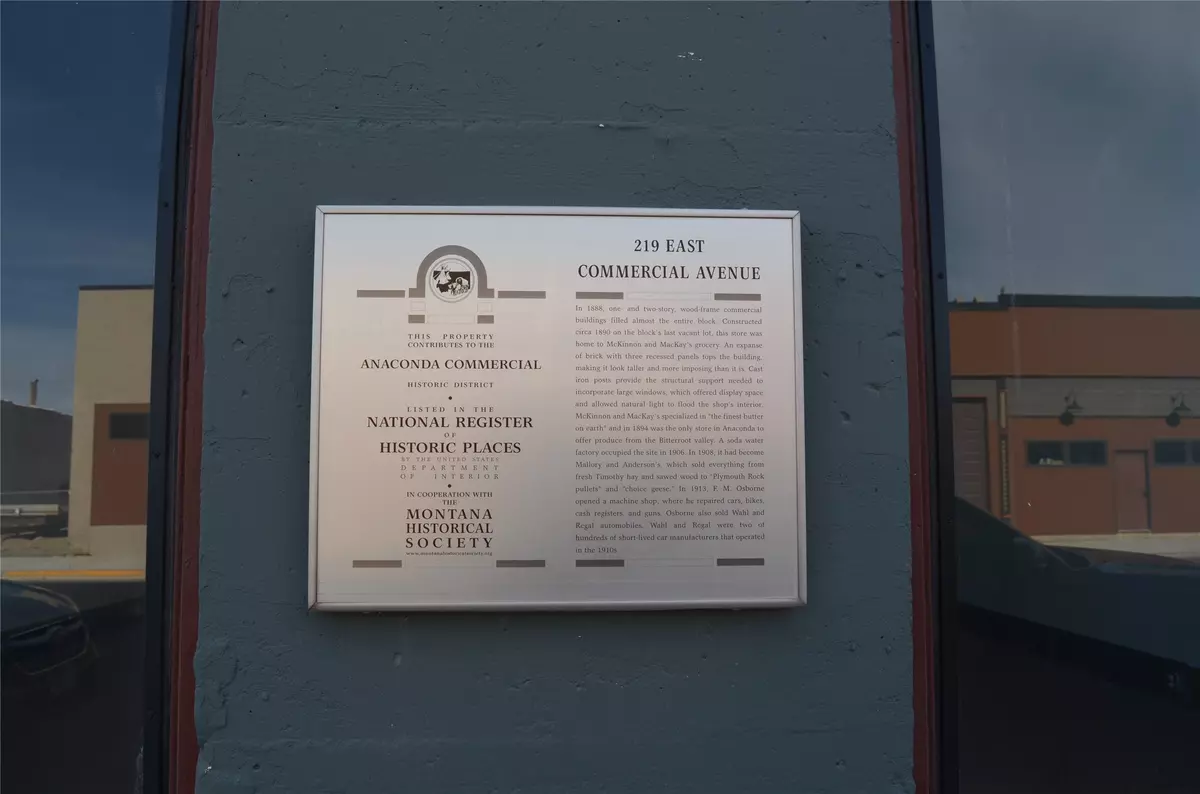 THIS PROPERTY
CONTRIBUTES TO THE
ANACONDA COMMERCIAL
HISTORIC DISTRICT
LISTED IN THE
NATIONAL REGISTER
OF
HISTORIC PLACES
BY THE UNITED STATES
DEPARTMENT
OF INTERIOR
IN COOPERATION WITH
THE
MONTANA
HISTORICAL
SOCIETY
www.montanahistoricalsociety.org
219 EAST
COMMERCIAL AVENUE
In 1888, one- and two-story, wood-frame commercial
buildings filled almost the entire block. Constructed
circa 1890 on the block's last vacant lot, this store was
home to McKinnon and MacKay's grocery. An expanse
of brick with three recessed panels tops the building,
making it look taller and more imposing than it is. Cast
iron posts provide the structural support needed to
incorporate large windows, which offered display space
and allowed natural light to flood the shop's interior.
McKinnon and MacKay's specialized in "the finest butter
on earth" and in 1894 was the only store in Anaconda to
offer produce from the Bitterroot valley. A soda water
factory occupied the site in 1906. In 1908, it had become
Mallory and Anderson's, which sold everything from
fresh Timothy hay and sawed wood to "Plymouth Rock
pullets" and "choice geese." In 1913, F. M. Osborne
opened a machine shop, where he repaired cars, bikes,
cash registers, and guns. Osborne also sold Wahl and
Regal automobiles. Wahl and Regal were two of
hundreds of short-lived car manufacturers that operated
in the 1910s.